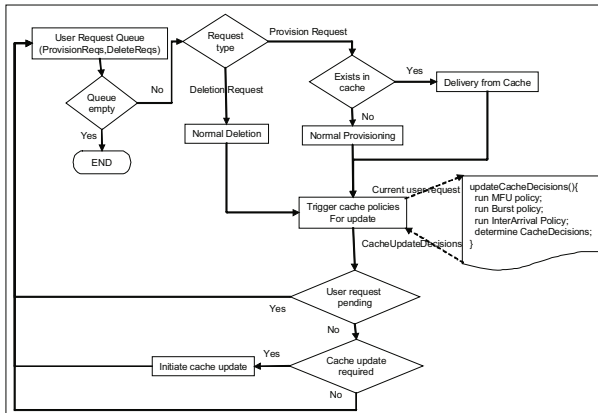 User Request Queue
(ProvisionReqs,DeleteReqs)
Request
type
Provision Request
Queue
empty
No
Yes
END
Deletion Request
Normal Deletion
Exists in
cache
Yes
Delivery from Cache
No
Normal Provisioning
Current user request
Trigger cache policies
For update
CacheUpdateDecisions
updateCacheDecisions(){
run MFU policy;
run Burst policy;
run InterArrival Policy;
determine CacheDecisions;
}
User request
pending
Yes
No
Cache update
required
Yes
Initiate cache update
No